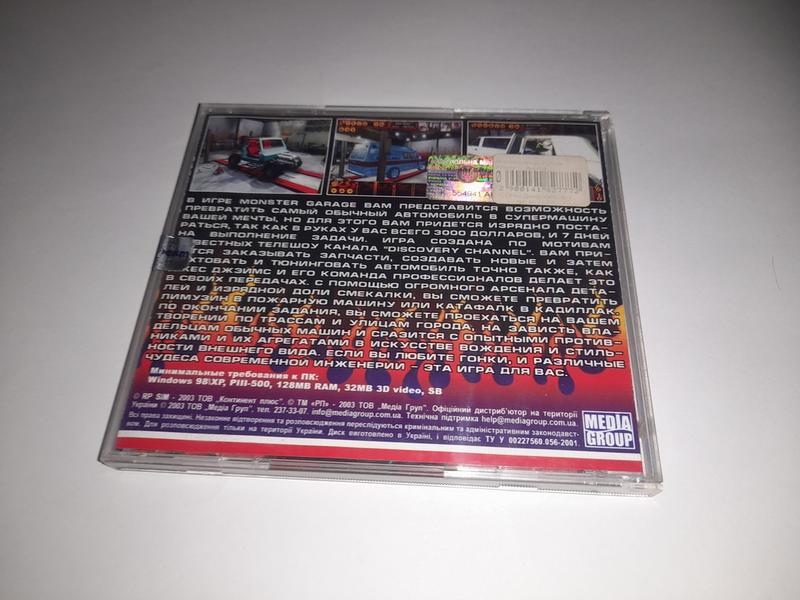 В ИГРЕ MONSTER GARAGE ВАМ ПРЕДСТАВИТСЯ ВОЗМОЖНОСТЬ
ПРЕВРАТИТЬ САМЫЙ ОБЫЧНЫЙ АВТОМОБИЛЬ В СУПЕРМАШИНУ
ВАШЕЙ МЕЧТЫ, НО ДЛЯ ЭТОГО ВАМ ПРИДЕТСЯ ИЗРЯДНО ПОСТА-
РАТЬСЯ, ТАК КАК В РУКАХ У ВАС ВСЕГО 3000 ДОЛЛАРОВ, И 7 ДНЕЙ
НА ВЫПОЛНЕНИЕ ЗАДАЧИ. ИГРА СОЗДАНА ПО МОТИВАМ
ВЕСТНЫХ ТЕЛЕШОУ КАНАЛА "DISCOVERY CHANNEL". ВАМ ПРИ-
ТСЯ ЗАКАЗЫВАТЬ ЗАПЧАСТИ, СОЗДАВАТЬ НОВЫЕ И ЗАТЕМ
ХТОВАТЬ И ТЮНИНГОВАТЬ АВТОМОБИЛЬ ТОЧНО ТАКЖЕ, КАК
КЕС ДЖЭИМС И ЕГО КОМАНДА ПРОФЕССИОНАЛОВ ДЕЛАЕТ ЭТО
В СВОИХ ПЕРЕДАЧАХ. С ПОМОЩЬЮ ОГРОМНОГО АРСЕНАЛА ДЕТА-
ЛЕЙ И ИЗРЯДНОЙ ДОЛИ СМЕКАЛКИ, ВЫ СМОЖЕТЕ ПРЕВРАТИТЬ
ЛИМУЗИН В ПОЖАРНУЮ МАШИНУ ИЛИ КАТАФАЛК В КАДИЛЛАК.
ПО ОКОНЧАНИИ ЗАДАНИЯ, ВЫ СМОЖЕТЕ ПРОЕХАТЬСЯ НА ВАШЕМ
ТВОРЕНИИ ПО ТРАССАМ И УЛИЦАМ ГОРОДА, НА ЗАВИСТЬ ВЛА-
ДЕЛЬЦАМ ОБЫЧНЫХ МАШИН И СРАЗИТСЯ С ОПЫТНЫМИ ПРОТИВ-
НИКАМИ И ИХ АГРЕГАТАМИ В ИСКУССТВЕ ВОЖДЕНИЯ И СТИЛЬ-
НОСТИ ВНЕШНЕГО ВИДА. ЕСЛИ ВЫ ЛЮБИТЕ ГОНКИ, И РАЗЛИЧНЫЕ
ЧУДЕСА СОВРЕМЕННОЙ ИНЖЕНЕРИИ - ЭТА ИГРА ДЛЯ ВАС.
Минимальные требования к ПК:
Windows 98\XP, PIII-500, 128MB RAM, 32MB 3D video, SB
© RP SIM - 2003 ТОВ „Континент плюс". © ТМ «РП» - 2003 ТОВ „Медіа Груп". Офіційний дистриб'ютор на території
України © 2003 ТОВ „Медіа Груп", тел. 237-33-07. info@mediagroup.com.ua. Технічна підтримка help@mediagroup.com.ua.
Всі права захищені. Незаконне відтворення та розповсюдження переслідуються кримінальним та адміністративним законодавст-
вом. Для розповсюдження тільки на території України. Диск виготовлено в Україні, і відповідає ТУ У 00227560.056-2001.
MEDIA
GROUP